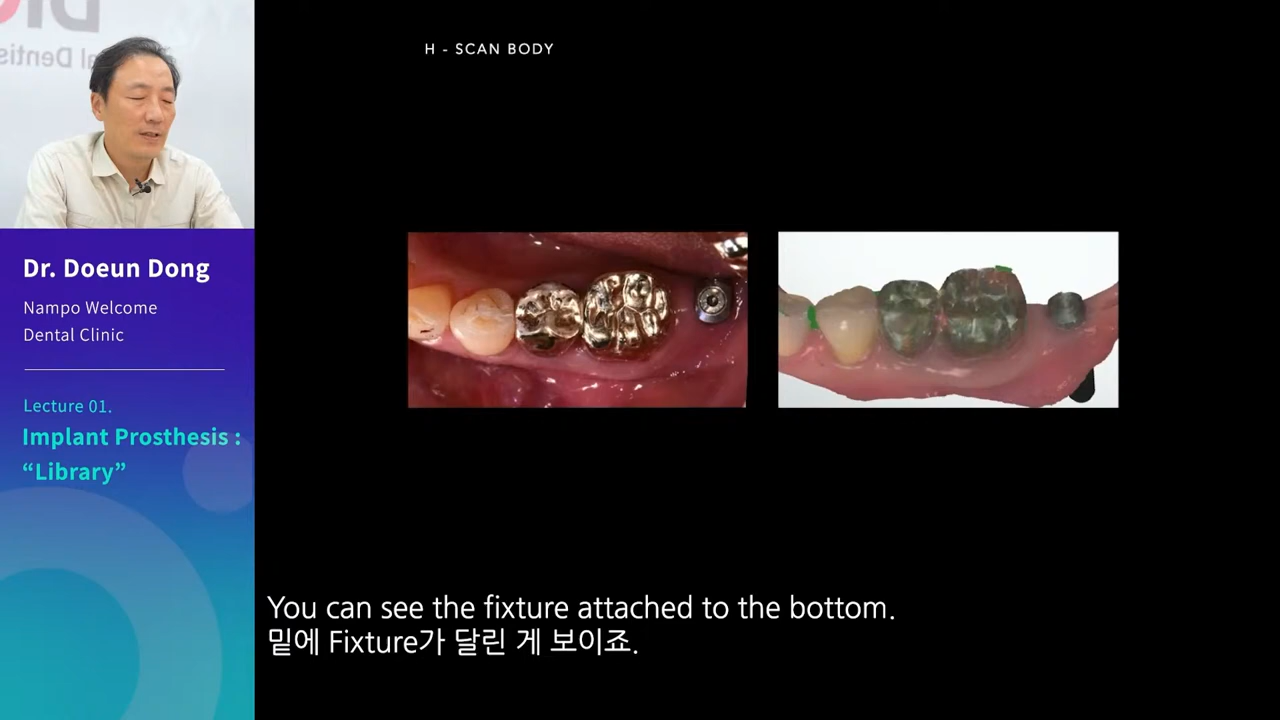 H - SCAN BODY
Dr. Doeun Dong
Nampo Welcome
Dental Clinic
Lecture 01.
Implant Prosthesis :
“Library”
You can see the fixture attached to the bottom.
밑에 Fixture가 달린 게 보이죠.